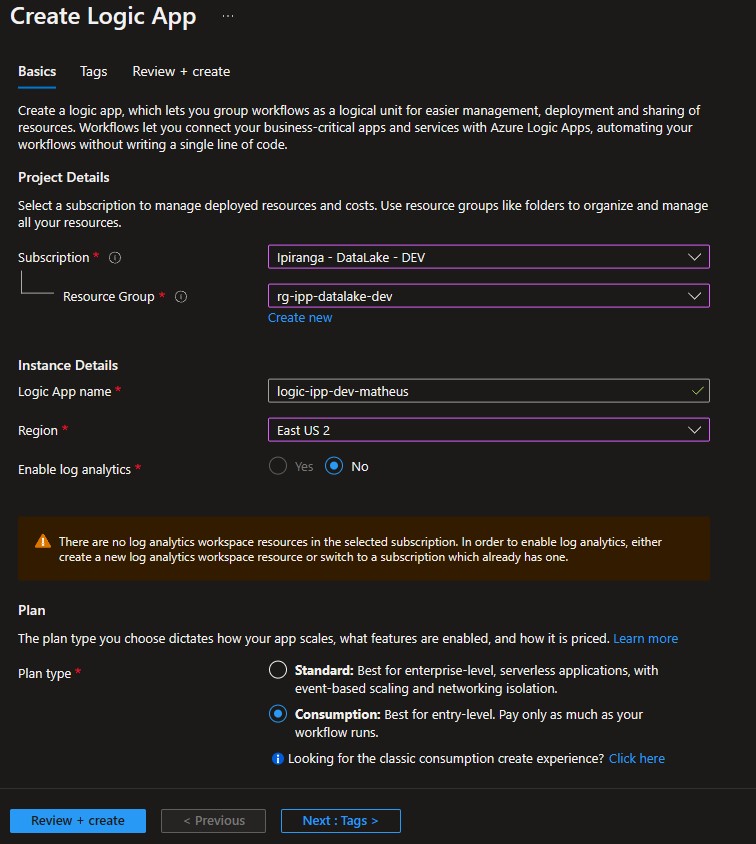 Create Logic App ...
Basics Tags Review + create
Create a logic app, which lets you group workflows as a logical unit for easier management, deployment and sharing of
resources. Workflows let you connect your business-critical apps and services with Azure Logic Apps, automating your
workflows without writing a single line of code.
Project Details
Select a subscription to manage deployed resources and costs. Use resource groups like folders to organize and manage
all your resources.
Subscription * Ipiranga - DataLake - DEV
Resource Group * rg-ipp-datalake-dev
Create new
Instance Details
Logic App name * logic-ipp-dev-matheus
Region * East US 2
Enable log analytics * Yes No
There are no log analytics workspace resources in the selected subscription. In order to enable log analytics, either
create a new log analytics workspace resource or switch to a subscription which already has one.
Plan
The plan type you choose dictates how your app scales, what features are enabled, and how it is priced. Learn more
Plan type * Standard: Best for enterprise-level, serverless applications, with
event-based scaling and networking isolation.
Consumption: Best for entry-level. Pay only as much as your
workflow runs.
Looking for the classic consumption create experience? Click here
Review + create < Previous Next : Tags >